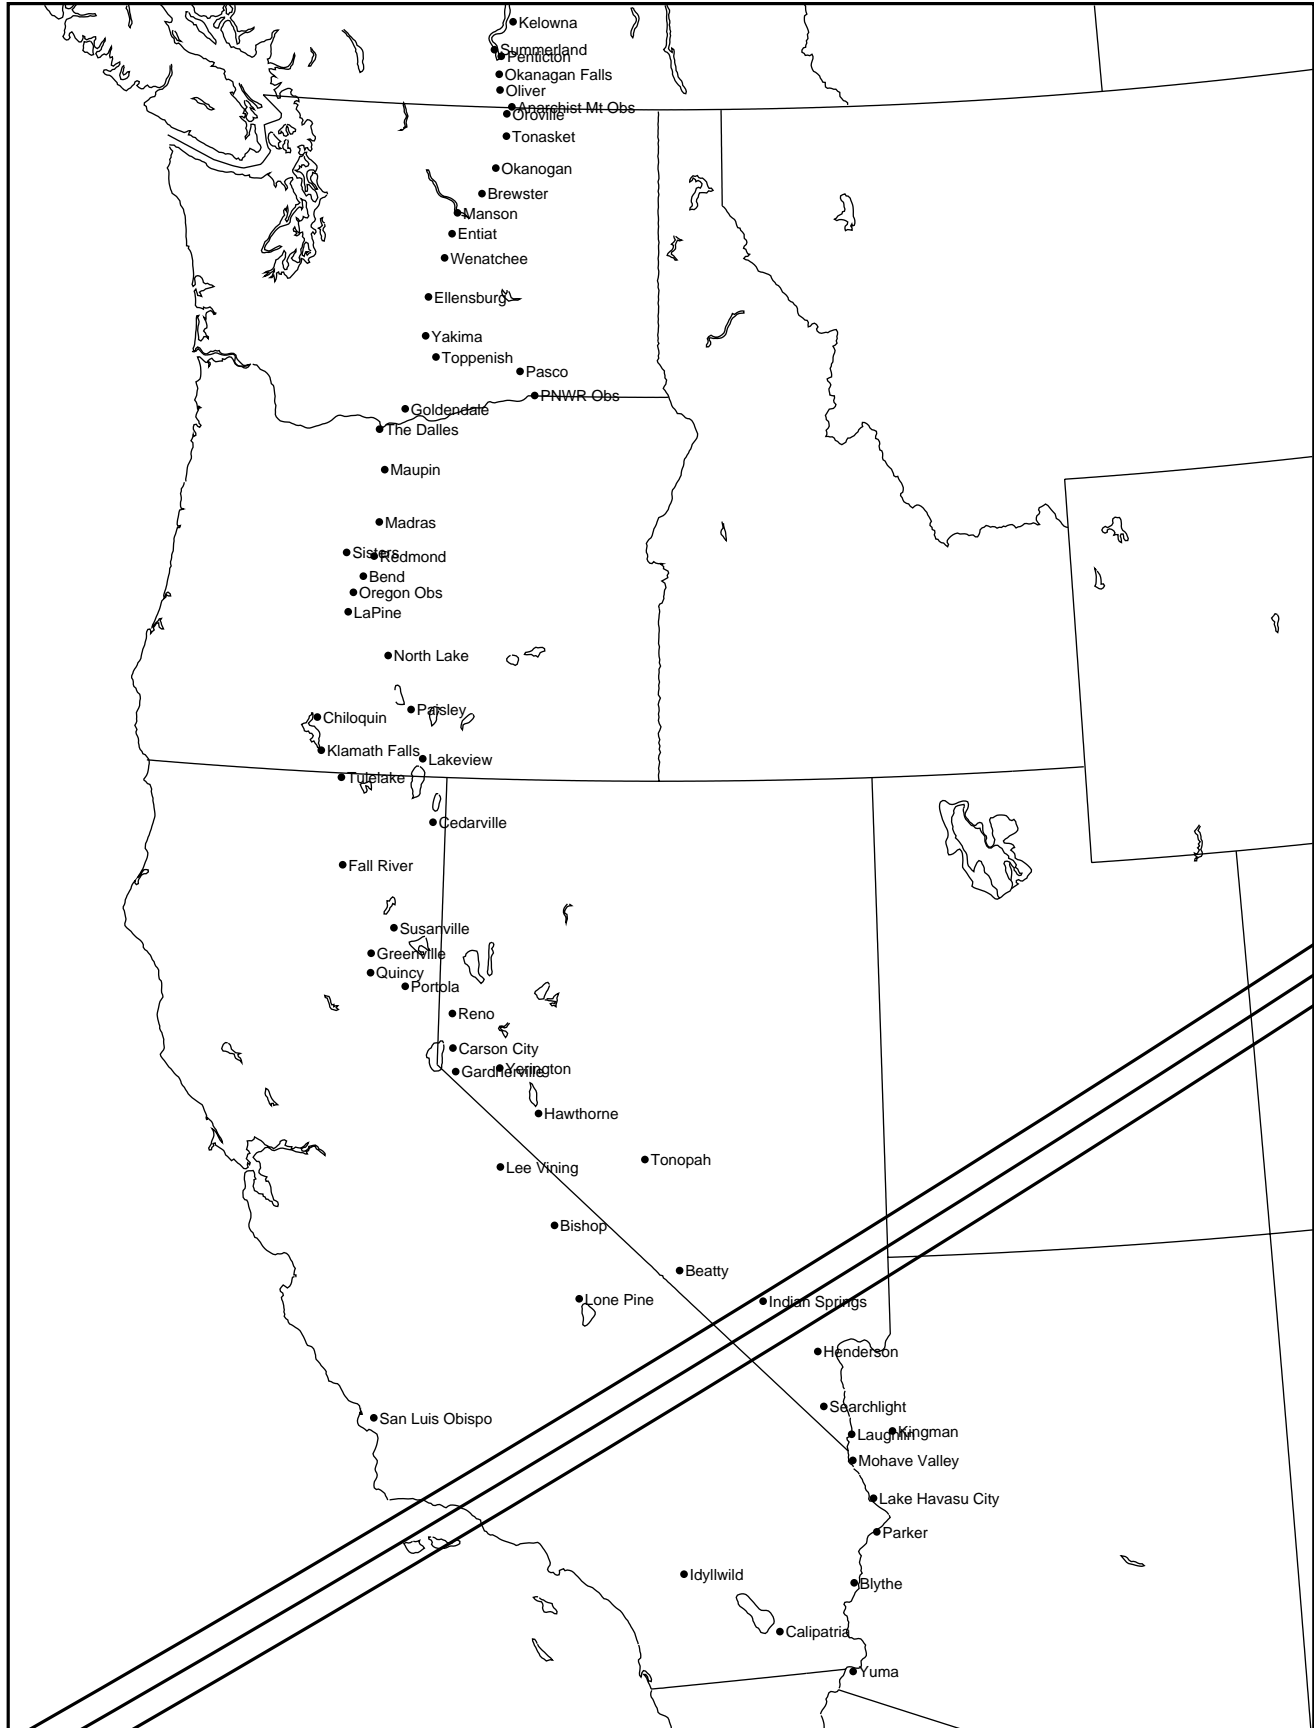 Kelowna
Summerland
Penticton
Okanagan Falls
Oliver
Anarchist Mt Obs
Oroville
Tonasket
Okanogan
Brewster
Manson
Entiat
Wenatchee
Ellensburg
Yakima
Toppenish
Pasco
PNWR Obs
Goldendale
The Dalles
Maupin
Madras
Sisters
Redmond
Bend
Oregon Obs
LaPine
North Lake
Paisley
Chiloquin
Klamath Falls
Lakeview
Tulelake
Cedarville
Fall River
Susanville
Greenville
Quincy
Portola
Reno
Carson City
Yerington
Gardnerville
Hawthorne
Tonopah
Lee Vining
Bishop
Beatty
Lone Pine
Indian Springs
Henderson
Searchlight
San Luis Obispo
Kingman
Laughlin
Mohave Valley
Lake Havasu City
Parker
Idyllwild
Blythe
Calipatria
Yuma